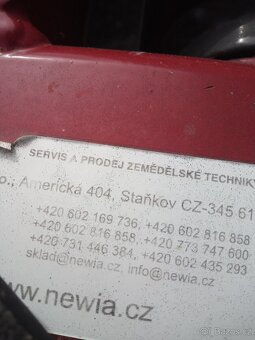 SERVIS A PRODEJ ZEMĚDĚLSKÉ TECHNIKY
o., Americká 404, Staňkov CZ-345 61
+420 602 169 736, +420 602 816 858
+420 602 816 858, +420 773 747 600
+420 731 446 384, +420 602 435 293
sklad@newia.cz, info@newia.cz
www.newia.cz